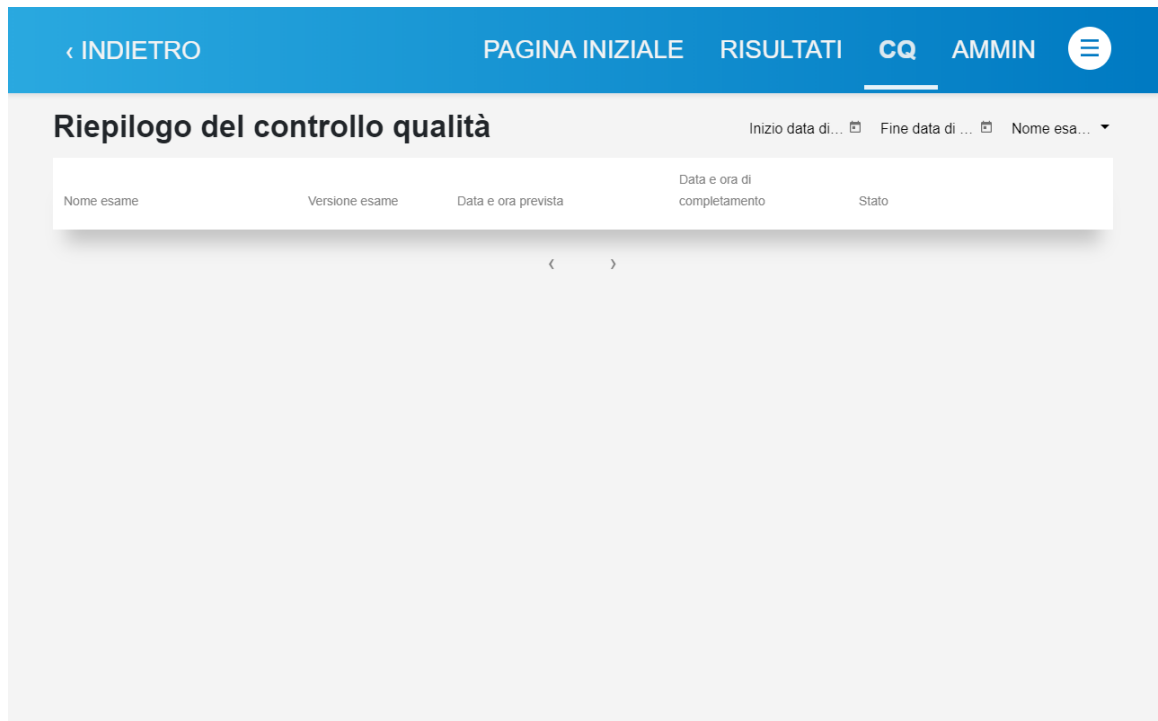 ‹ INDIETRO PAGINA INIZIALE RISULTATI CQ AMMIN
Riepilogo del controllo qualità
Inizio data di... Fine data di ... Nome esa...
Nome esame Versione esame Data e ora prevista Data e ora di completamento Stato
‹ ›